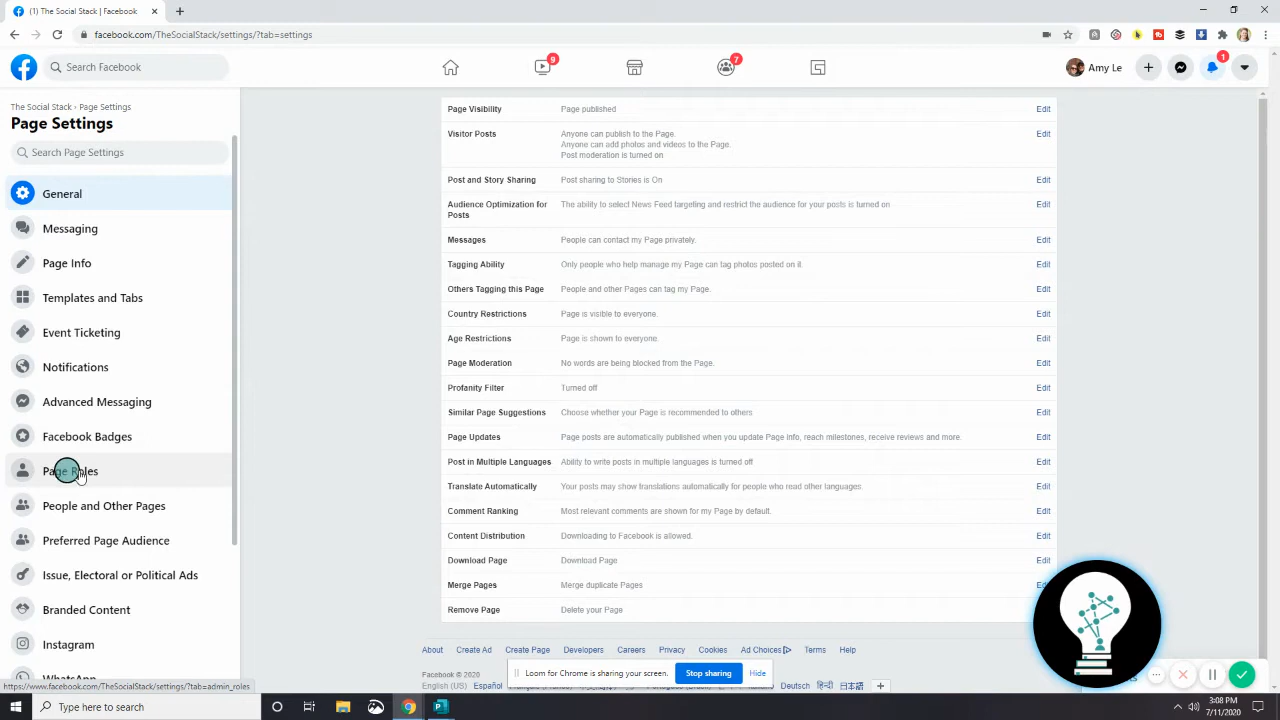 (1) The Social Stack | Facebook
facebook.com/TheSocialStack/settings/?tab=settings
Search Facebook
9
7
Amy Le
1
The Social Stack › Page Settings
Page Settings
Search Page Settings
General
Messaging
Page Info
Templates and Tabs
Event Ticketing
Notifications
Advanced Messaging
Facebook Badges
Page Roles
People and Other Pages
Preferred Page Audience
Issue, Electoral or Political Ads
Branded Content
Instagram
WhatsApp
Page Visibility Page published Edit
Visitor Posts Anyone can publish to the Page. Edit
Anyone can add photos and videos to the Page.
Post moderation is turned on
Post and Story Sharing Post sharing to Stories is On Edit
Audience Optimization for The ability to select News Feed targeting and restrict the audience for your posts is turned on Edit
Posts
Messages People can contact my Page privately. Edit
Tagging Ability Only people who help manage my Page can tag photos posted on it. Edit
Others Tagging this Page People and other Pages can tag my Page. Edit
Country Restrictions Page is visible to everyone. Edit
Age Restrictions Page is shown to everyone. Edit
Page Moderation No words are being blocked from the Page. Edit
Profanity Filter Turned off Edit
Similar Page Suggestions Choose whether your Page is recommended to others Edit
Page Updates Page posts are automatically published when you update Page info, reach milestones, receive reviews and more. Edit
Post in Multiple Languages Ability to write posts in multiple languages is turned off Edit
Translate Automatically Your posts may show translations automatically for people who read other languages. Edit
Comment Ranking Most relevant comments are shown for my Page by default. Edit
Content Distribution Downloading to Facebook is allowed. Edit
Download Page Download Page Edit
Merge Pages Merge duplicate Pages
Remove Page Delete your Page
About Create Ad Create Page Developers Careers Privacy Cookies Ad Choices Terms Help
Facebook © 2020
English (US) Español Deutsch हिन्दी 日本語
Loom for Chrome is sharing your screen. Stop sharing Hide
https://www.facebook.com/TheSocialStack/settings/?tab=admin_roles
Type here to search
3:08 PM
7/11/2020